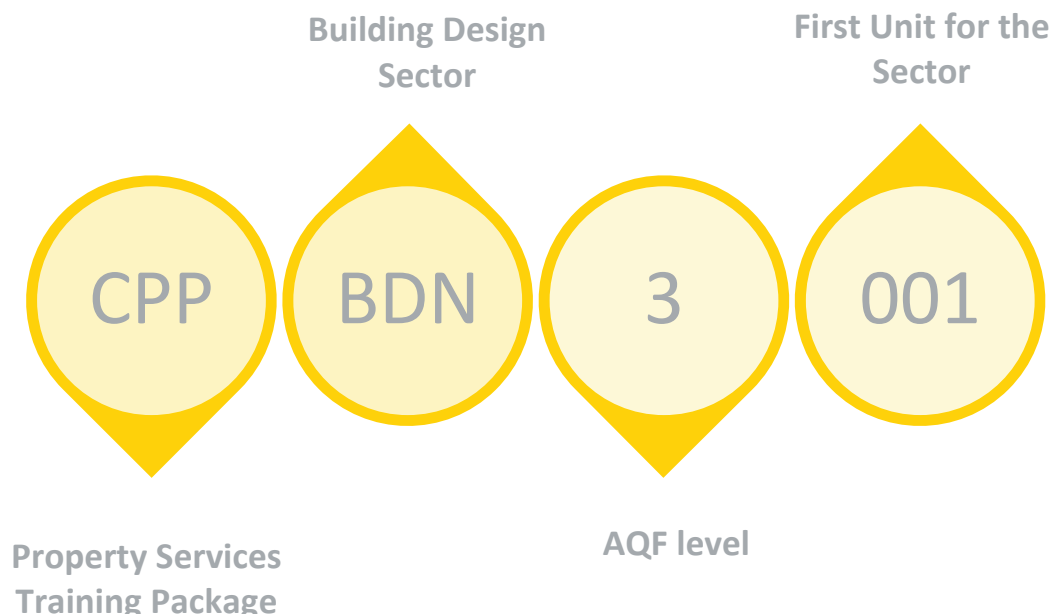 Building Design
Sector
First Unit for the
Sector
CPP
BDN
3
001
Property Services
Training Package
AQF level